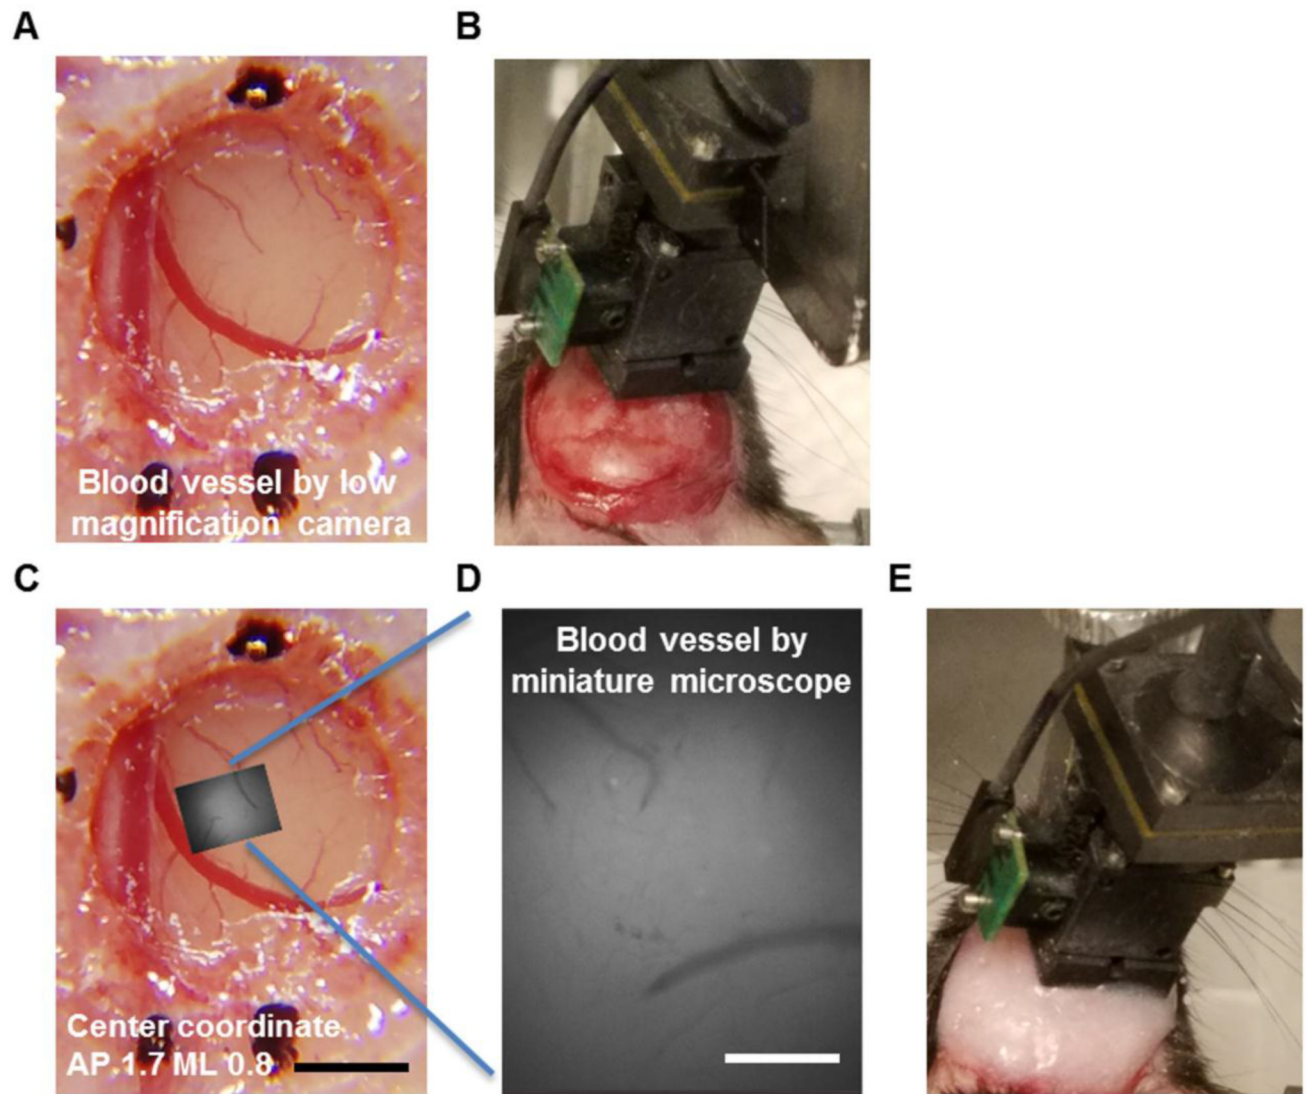 A
B
Blood vessel by low
magnification camera
C
D
E
Blood vessel by
miniature microscope
Center coordinate
AP 1.7 ML 0.8